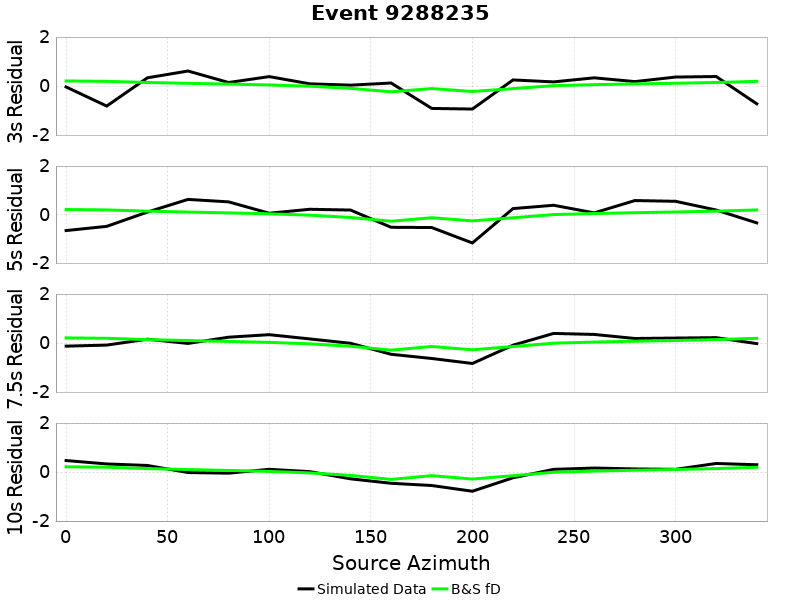 Event 9288235
3s Residual
2
0
-2
5s Residual
2
0
-2
7.5s Residual
2
0
-2
10s Residual
2
0
-2
0 50 100 150 200 250 300
Source Azimuth
Simulated Data B&S fD